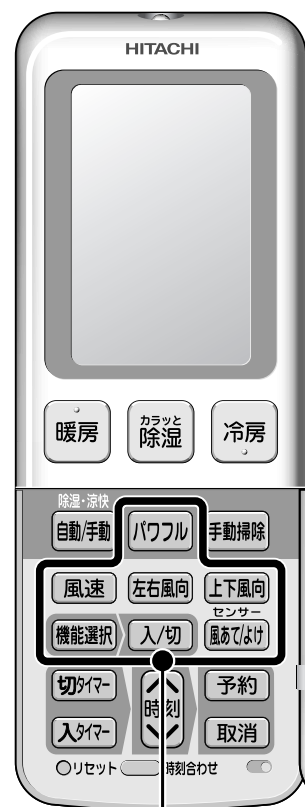 HITACHI
暖房 カラッと除湿 冷房
除湿・涼快
自動/手動 パワフル 手動掃除
風速 左右風向 上下風向
センサー
機能選択 入/切 風あて/よけ
切タイマー 時刻 予約
入タイマー 取消
リセット 時刻合わせ